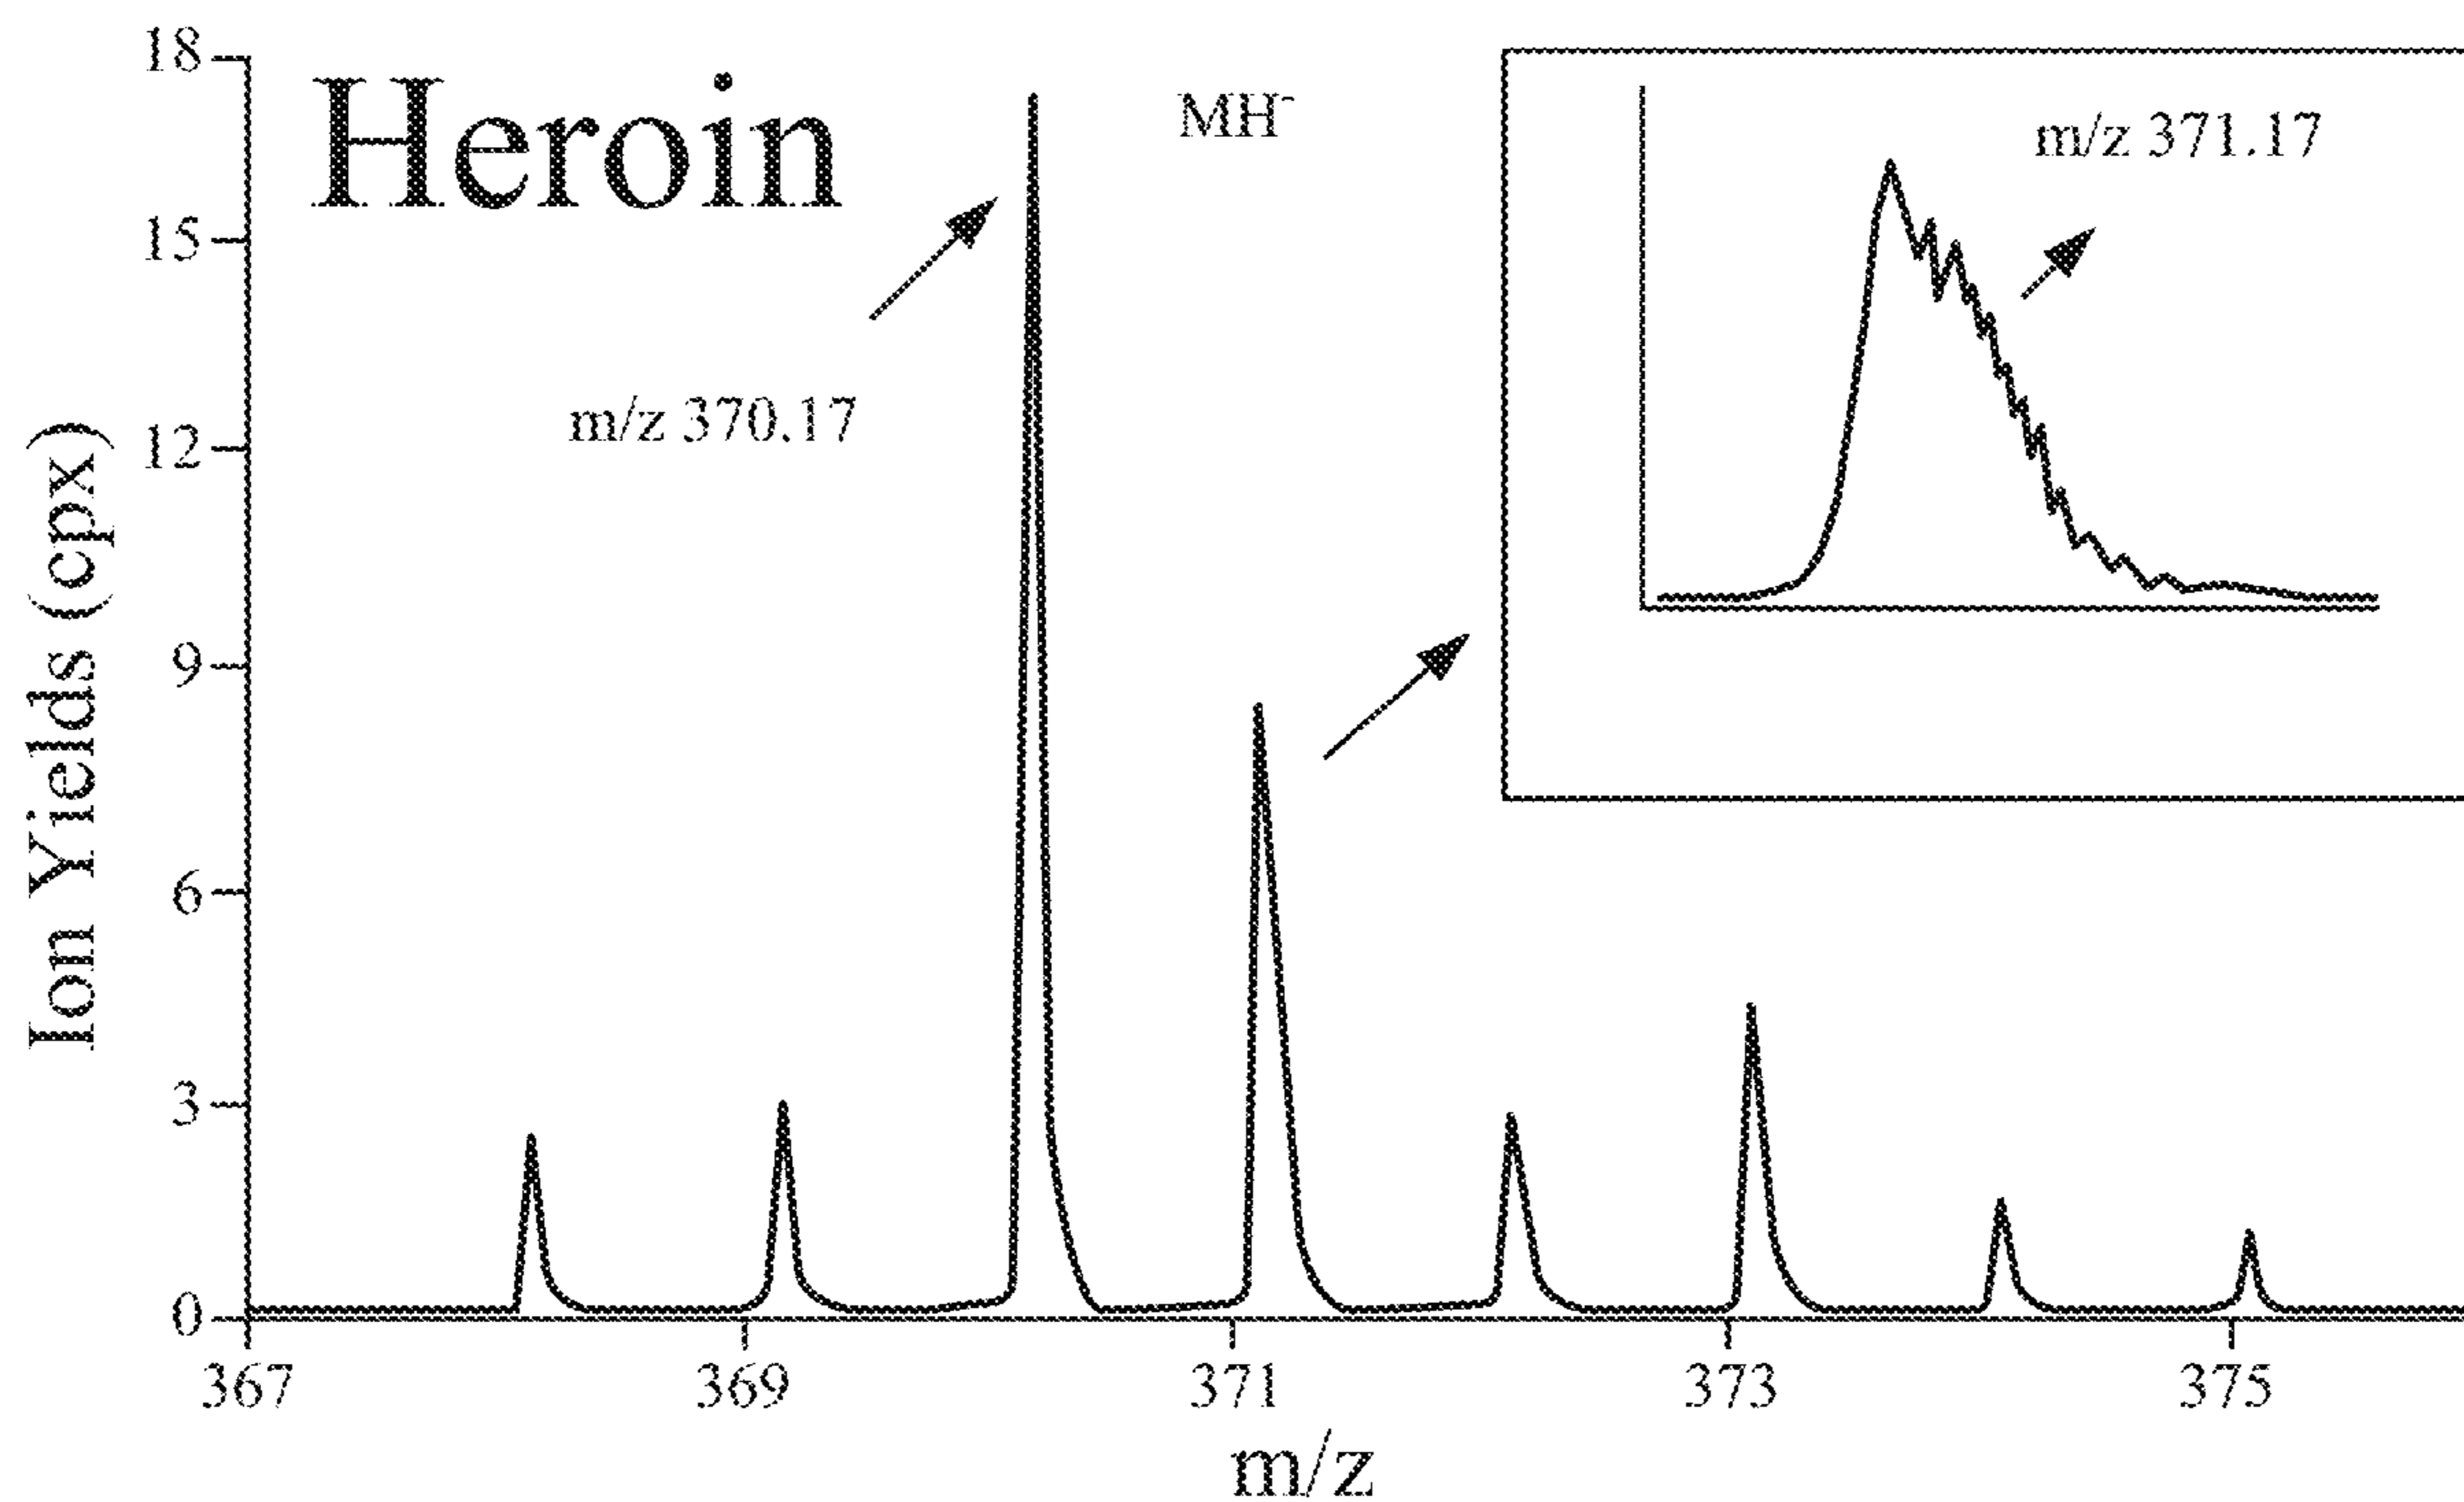 Heroin
MH-
m/z 371.17
m/z 370.17
Ion Yields (cpx)
18
15
12
9
6
3
0
367 369 371 373 375
m/z